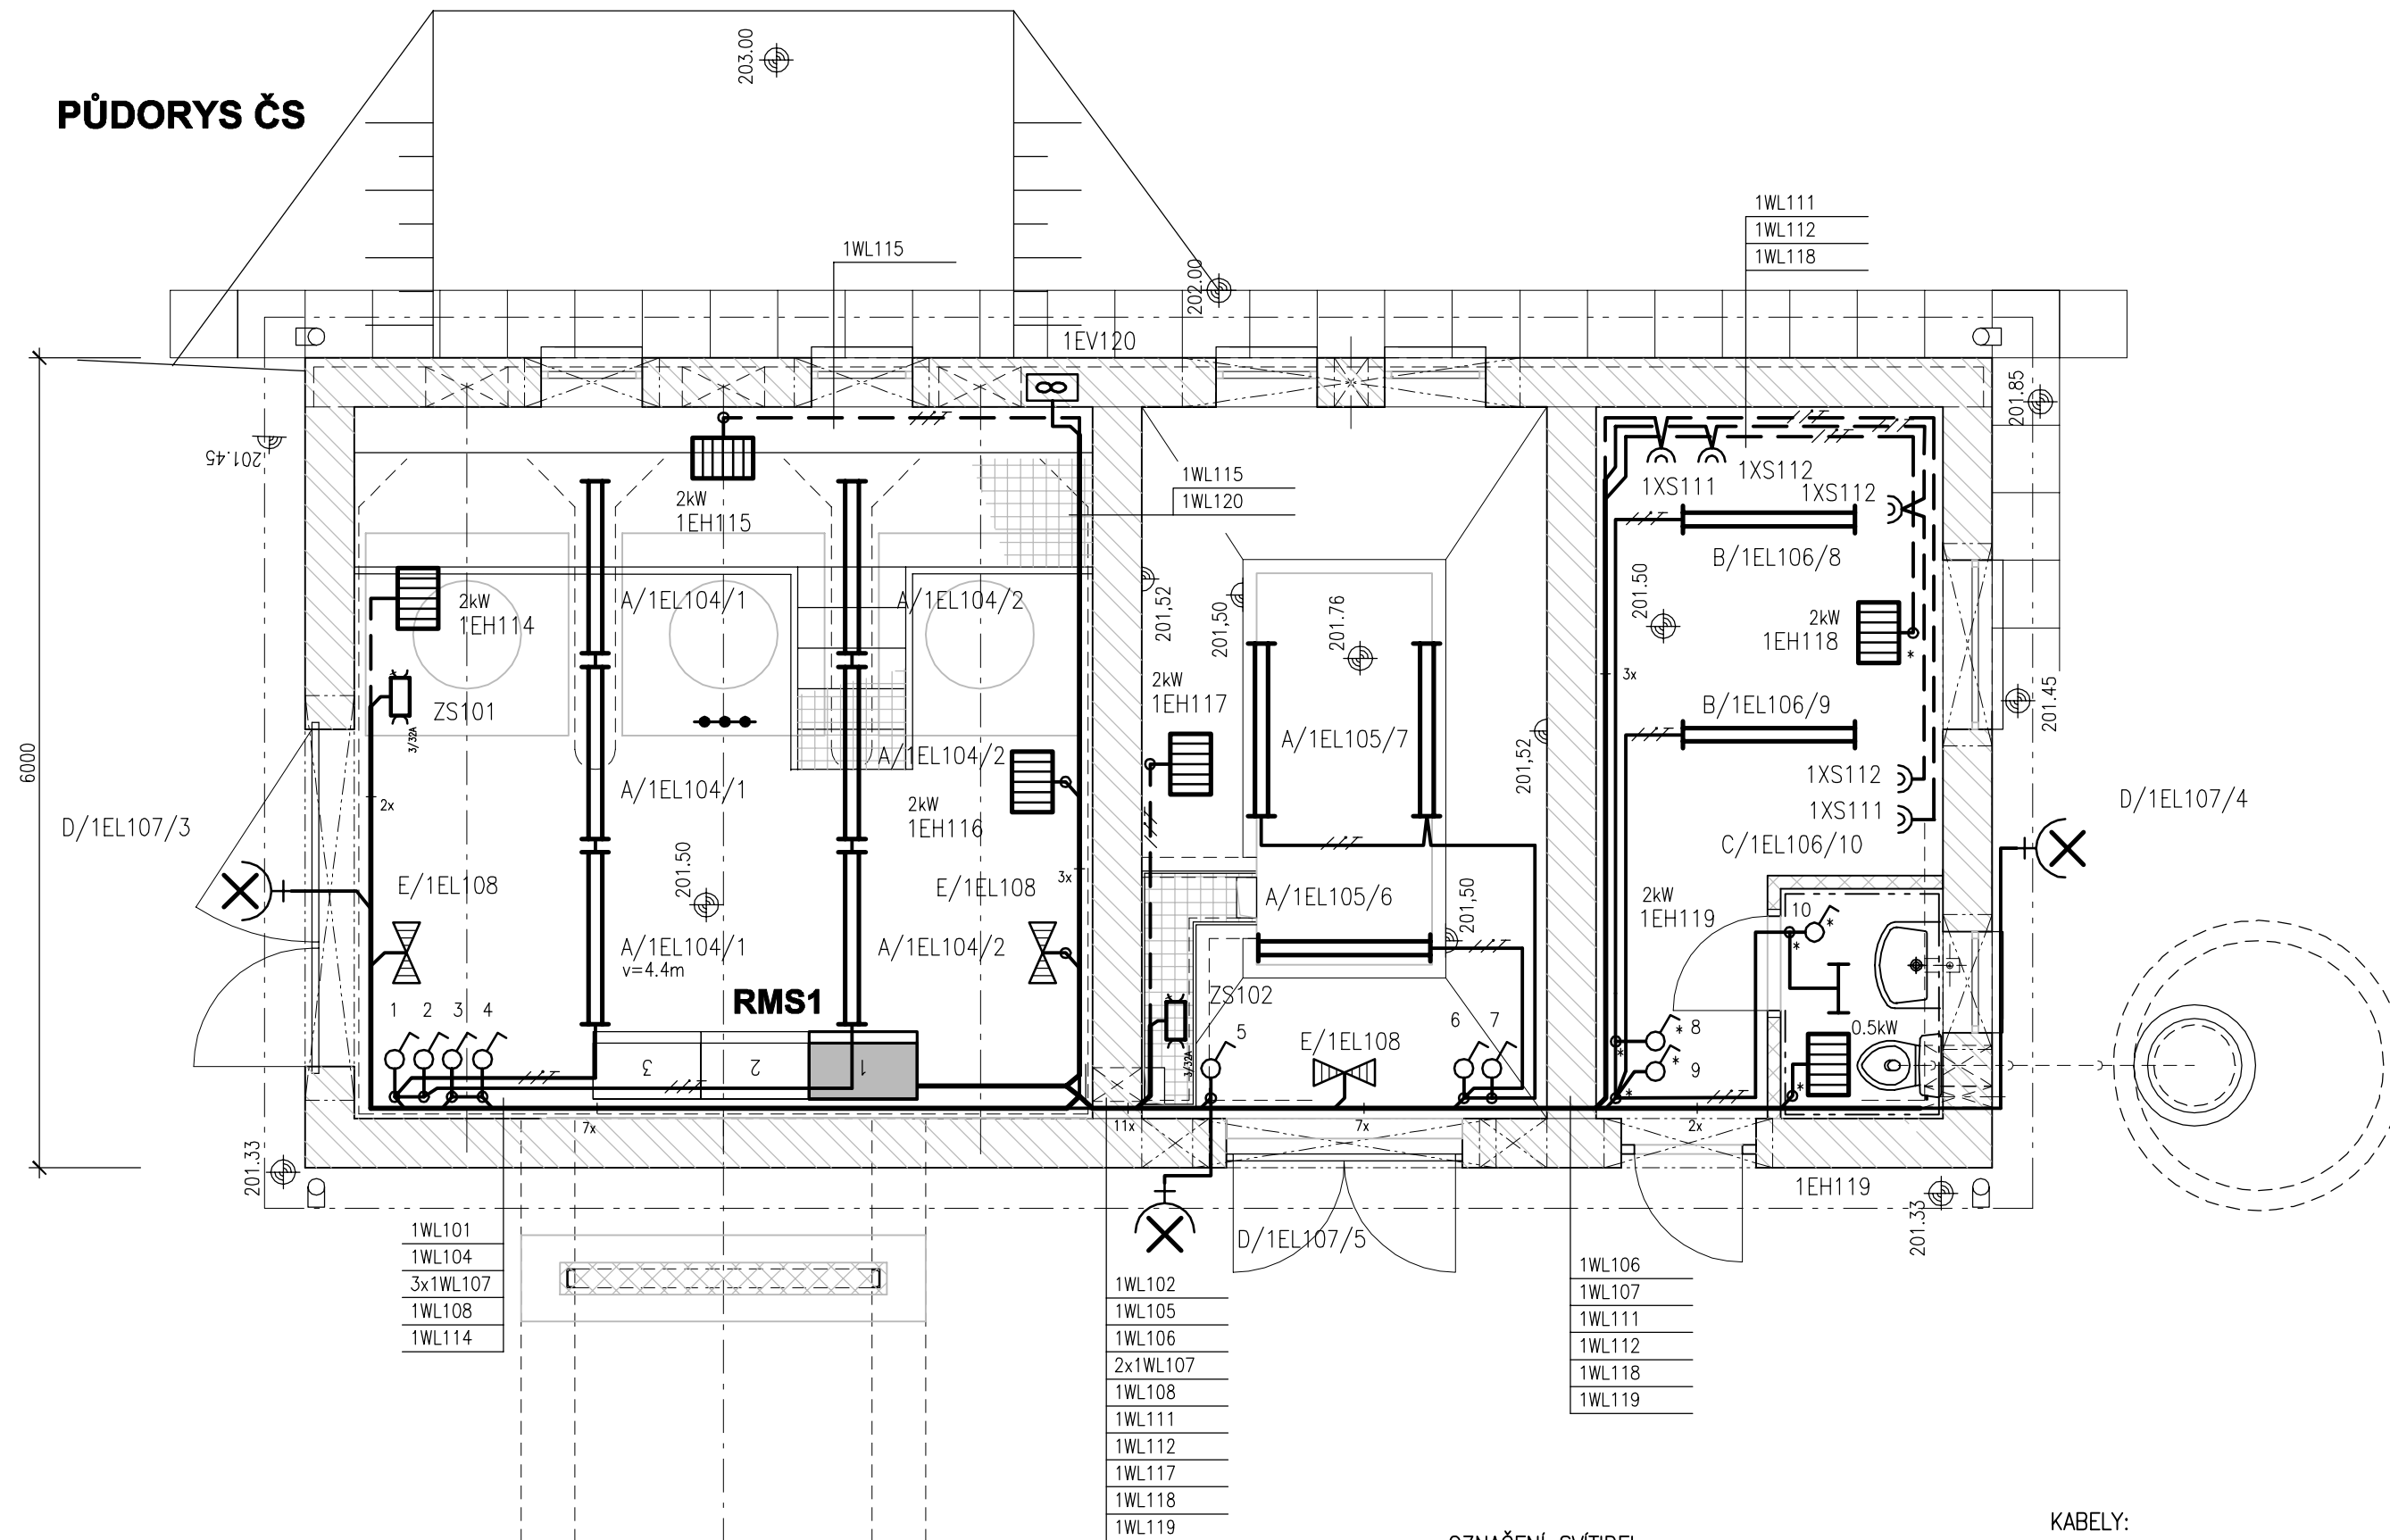 PŮDORYS ČS
203.00
202.00
1WL115
1WL111
1WL112
1WL118
1EV120
201.85
201.45
2kW
1EH115
1WL115
1WL120
1XS111
1XS112
1XS112
B/1EL106/8
2kW
1EH114
A/1EL104/1
A/1EL104/2
201,52
201,50
201.76
201.50
2kW
1EH118
*
ZS101
3/32A
2kW
1EH117
3x
B/1EL106/9
201.45
6000
2x
A/1EL104/1
A/1EL104/2
2kW
1EH116
A/1EL105/7
201,52
1XS112
1XS111
C/1EL106/10
D/1EL107/3
D/1EL107/4
E/1EL108
201.50
E/1EL108
3x
A/1EL105/6
201,50
2kW
1EH119
10
*
*
A/1EL104/1
v=4.4m
A/1EL104/2
RMS1
ZS102
3/32A
1
2
3
4
5
6
7
E/1EL108
* 8
*
* 9
*
0.5kW
*
3
2
1
7x
11x
7x
2x
201.33
1EH119
201.33
D/1EL107/5
1WL101
1WL104
3x1WL107
1WL108
1WL114
1WL102
1WL105
1WL106
2x1WL107
1WL108
1WL111
1WL112
1WL117
1WL118
1WL119
1WL106
1WL107
1WL111
1WL112
1WL118
1WL119
OZNAČENÍ SVÍTIDEL
KABELY: